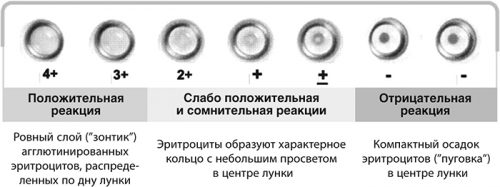 4+ 3+ 2+ + ± - -
Положительная реакция
Слабо положительная и сомнительная реакции
Отрицательная реакция
Ровный слой ("зонтик")
агглютинированных
эритроцитов, распреде-
ленных по дну лунки
Эритроциты образуют характерное
кольцо с небольшим просветом
в центре лунки
Компактный осадок
эритроцитов ("пуговка")
в центре лунки